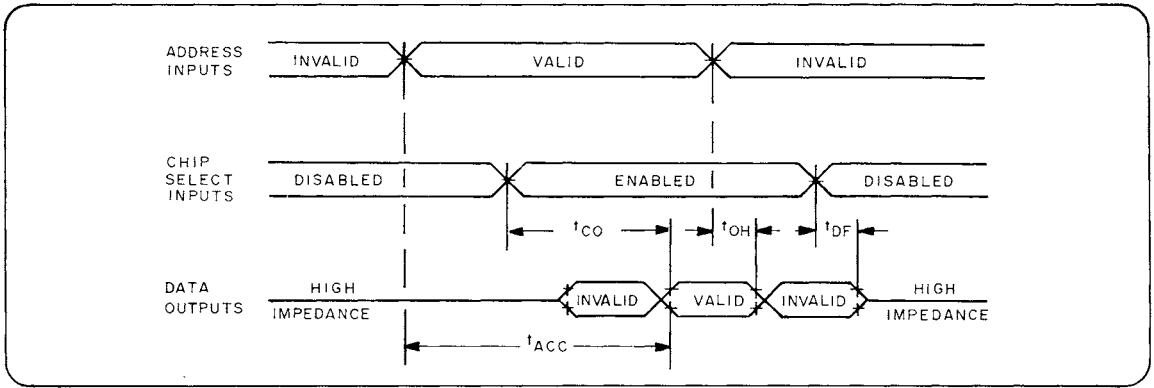 ADDRESS
INPUTS
INVALID
VALID
INVALID
CHIP
SELECT
INPUTS
DISABLED
ENABLED
DISABLED
tCO
tOH
tDF
DATA
OUTPUTS
HIGH
IMPEDANCE
INVALID
VALID
INVALID
HIGH
IMPEDANCE
tACC